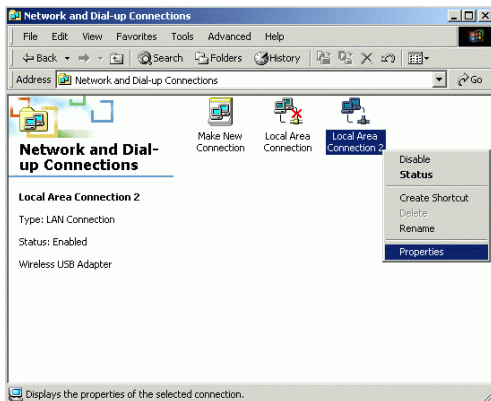 Network and Dial-up Connections
File Edit View Favorites Tools Advanced Help
Back Search Folders History
Address Network and Dial-up Connections Go
Network and Dial-
up Connections
Local Area Connection 2
Type: LAN Connection
Status: Enabled
Wireless USB Adapter
Make New
Connection
Local Area
Connection
Local Area
Connection 2
Disable
Status
Create Shortcut
Delete
Rename
Properties
Displays the properties of the selected connection.